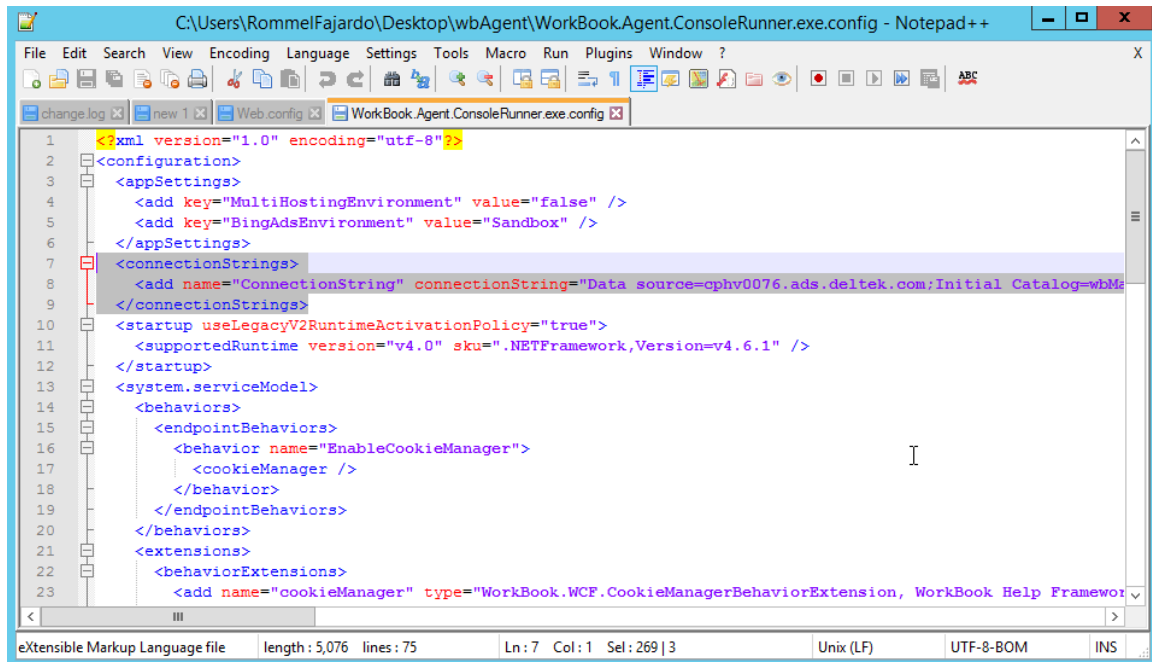 C:\Users\RommelFajardo\Desktop\wbAgent\WorkBook.Agent.ConsoleRunner.exe.config - Notepad++
File Edit Search View Encoding Language Settings Tools Macro Run Plugins Window ? X
ABC
change.log new 1 Web.config WorkBook.Agent.ConsoleRunner.exe.config
1 <?xml version="1.0" encoding="utf-8"?>
2 <configuration>
3 <appSettings>
4 <add key="MultiHostingEnvironment" value="false" />
5 <add key="BingAdsEnvironment" value="Sandbox" />
6 </appSettings>
7 <connectionStrings>
8 <add name="ConnectionString" connectionString="Data source=cphv0076.ads.deltek.com;Initial Catalog=wbMa
9 </connectionStrings>
10 <startup useLegacyV2RuntimeActivationPolicy="true">
11 <supportedRuntime version="v4.0" sku=".NETFramework,Version=v4.6.1" />
12 </startup>
13 <system.serviceModel>
14 <behaviors>
15 <endpointBehaviors>
16 <behavior name="EnableCookieManager">
17 <cookieManager />
18 </behavior>
19 </endpointBehaviors>
20 </behaviors>
21 <extensions>
22 <behaviorExtensions>
23 <add name="cookieManager" type="WorkBook.WCF.CookieManagerBehaviorExtension, WorkBook Help Framewor
eXtensible Markup Language file length : 5,076 lines : 75 Ln : 7 Col : 1 Sel : 269 | 3 Unix (LF) UTF-8-BOM INS